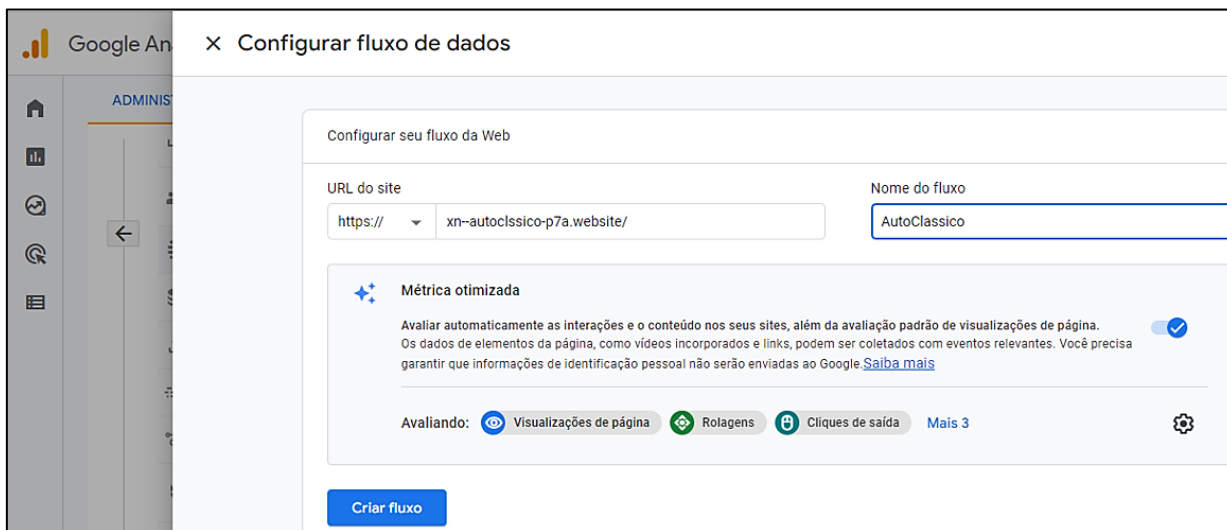 Google An
Configurar fluxo de dados
ADMINIS
Configurar seu fluxo da Web
URL do site
Nome do fluxo
https://
xn--autoclssico-p7a.website/
AutoClassico
Métrica otimizada
Avaliar automaticamente as interações e o conteúdo nos seus sites, além da avaliação padrão de visualizações de página.
Os dados de elementos da página, como vídeos incorporados e links, podem ser coletados com eventos relevantes. Você precisa
garantir que informações de identificação pessoal não serão enviadas ao Google.Saiba mais
Avaliando: Visualizações de página Rolagens Cliques de saída Mais 3
Criar fluxo